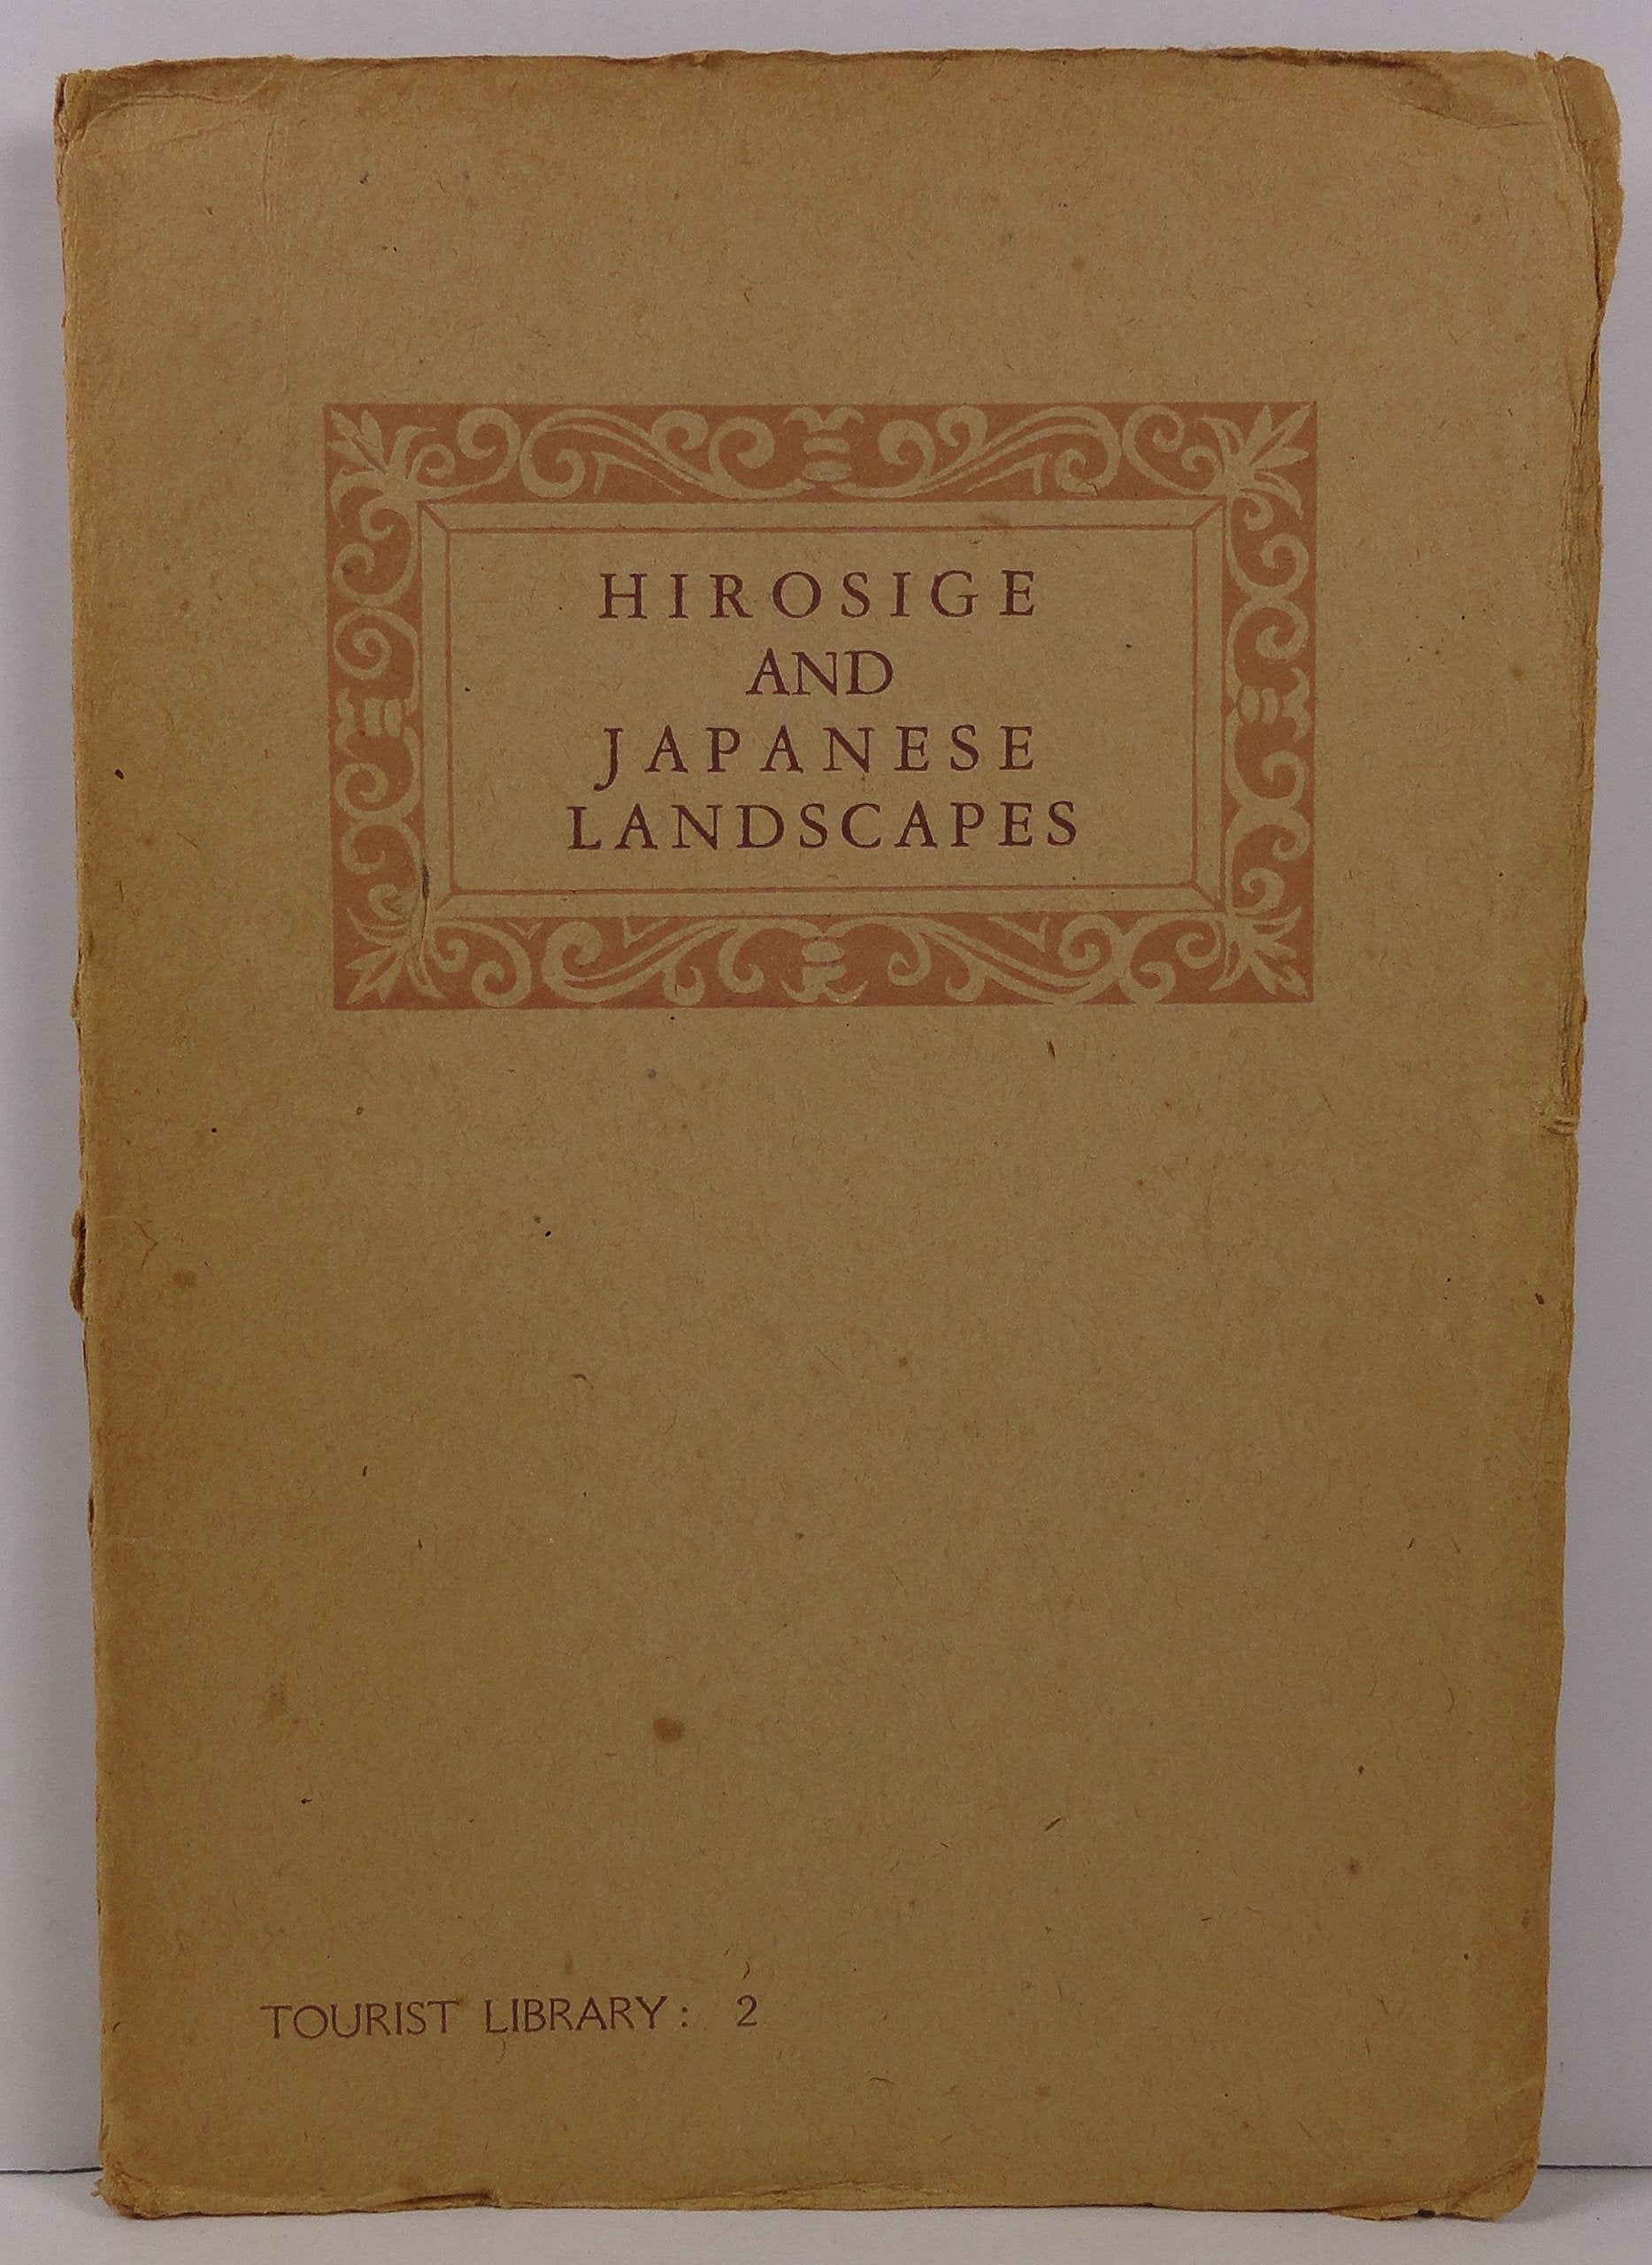 HIROSIGE
AND
JAPANESE
LANDSCAPES
TOURIST LIBRARY: 2